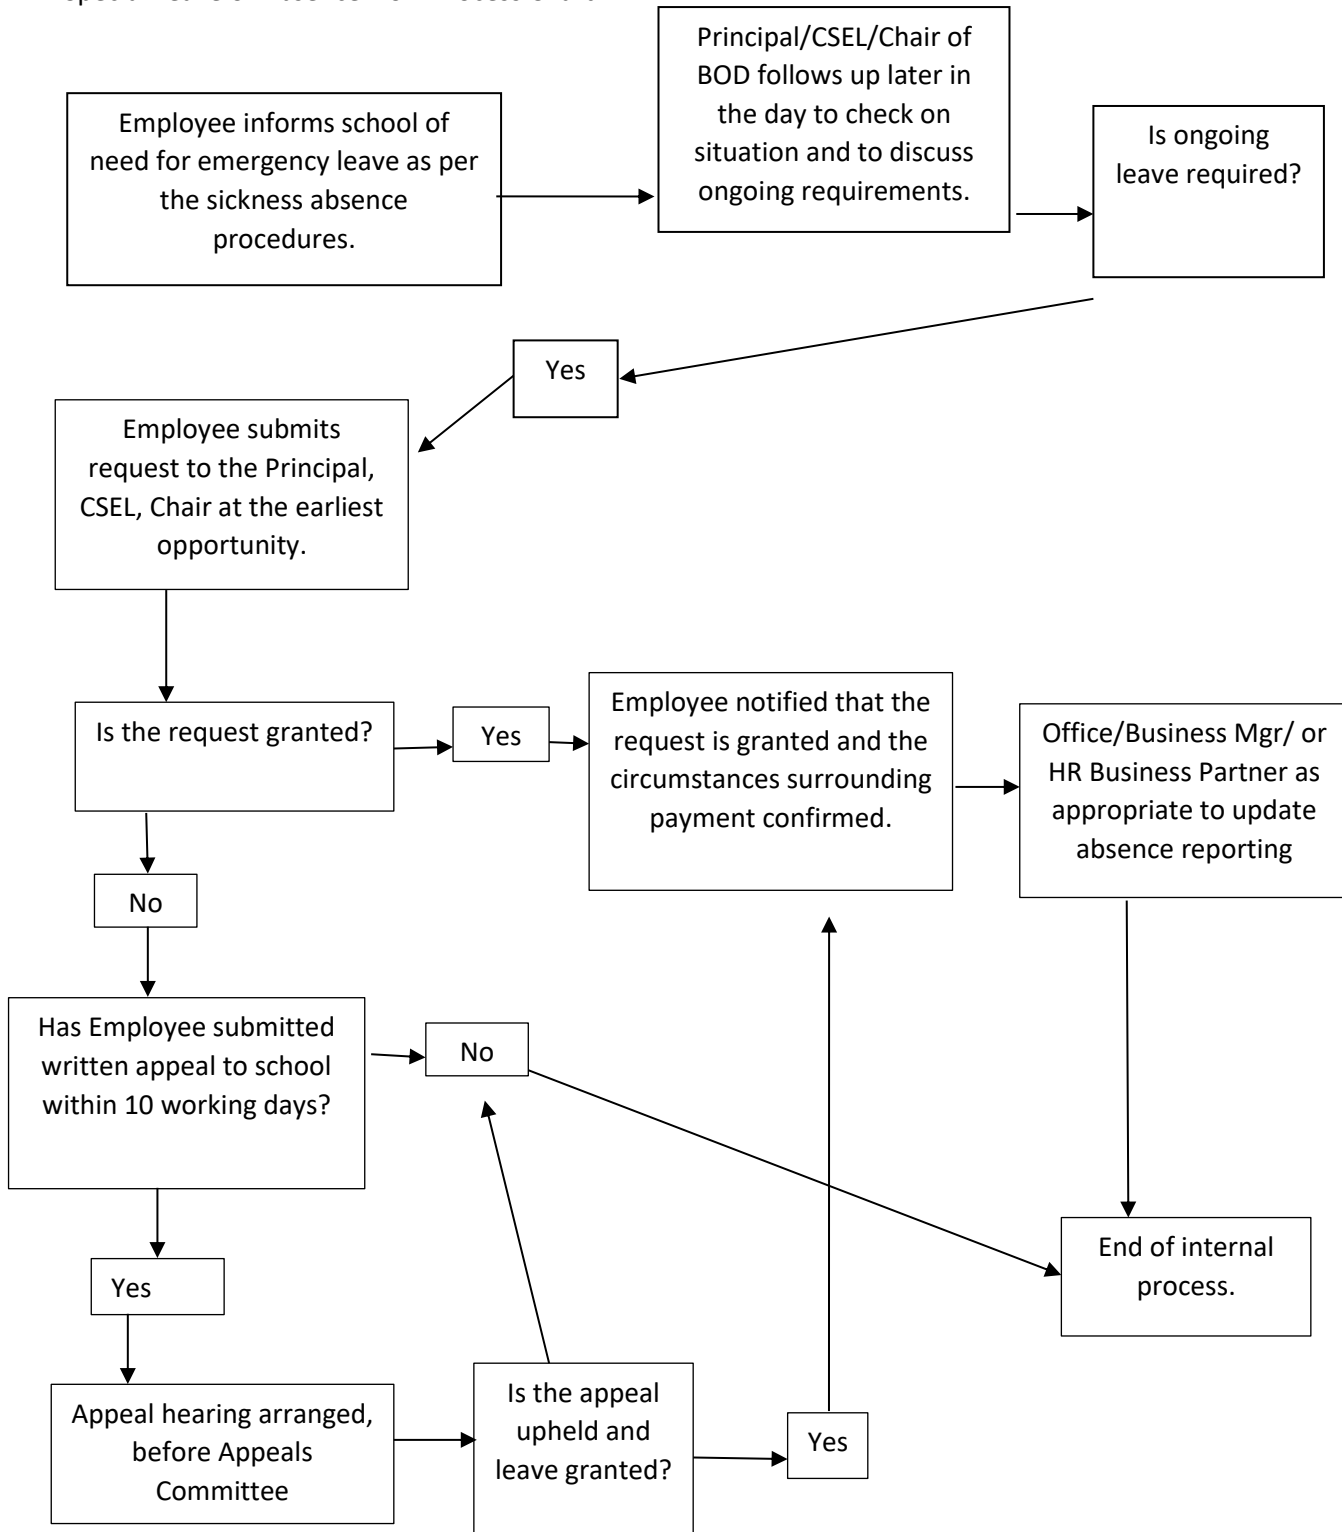 Employee informs school of
need for emergency leave as per
the sickness absence
procedures.
Principal/CSEL/Chair of
BOD follows up later in
the day to check on
situation and to discuss
ongoing requirements.
Is ongoing
leave required?
Yes
Employee submits
request to the Principal,
CSEL, Chair at the earliest
opportunity.
Is the request granted?
Yes
Employee notified that the
request is granted and the
circumstances surrounding
payment confirmed.
Office/Business Mgr/ or
HR Business Partner as
appropriate to update
absence reporting
No
Has Employee submitted
written appeal to school
within 10 working days?
No
End of internal
process.
Yes
Appeal hearing arranged,
before Appeals
Committee
Is the appeal
upheld and
leave granted?
Yes